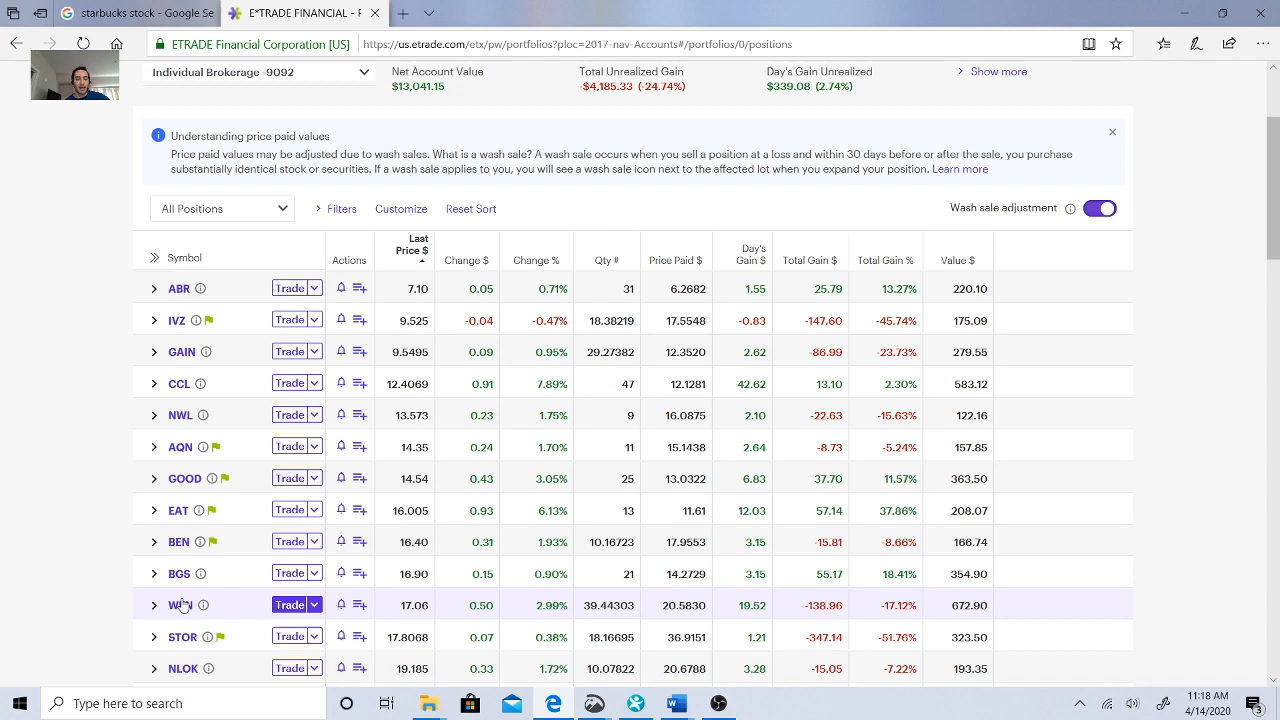 starbucks stock c
E*TRADE - F
ETRADE Financial Corporation [US]
https://us.etrade.com/etx/pw/portfolios?ploc=2017-nav-Accounts#/portfolio/0/positions
Individual Brokerage -9092
Net Account Value
Total Unrealized Gain
Day's Gain Unrealized
Show more
$13,041.15
-$4,185.33 (-24.74%)
$339.08 (2.74%)
Understanding price paid values
Price paid values may be adjusted due to wash sales. What is a wash sale? A wash sale occurs when you sell a position at a loss and within 30 days before or after the sale, you purchase
substantially identical stock or securities. If a wash sale applies to you, you will see a wash sale icon next to the affected lot when you expand your position. Learn more
All Positions Filters Customize Reset Sort Wash sale adjustment
Symbol Actions Last Price $ Change $ Change % Qty # Price Paid $ Day's Gain $ Total Gain $ Total Gain % Value $
ABR Trade 7.10 0.05 0.71% 31 6.2682 1.55 25.79 13.27% 220.10
IVZ Trade 9.525 -0.04 -0.47% 18.38219 17.5548 -0.83 -147.60 -45.74% 175.09
GAIN Trade 9.5495 0.09 0.95% 29.27382 12.3520 2.62 -86.99 -23.73% 279.55
CCL Trade 12.4069 0.91 7.89% 47 12.1281 42.62 13.10 2.30% 583.12
NWL Trade 13.573 0.23 1.75% 9 16.0875 2.10 -22.63 -15.63% 122.16
AQN Trade 14.35 0.24 1.70% 11 15.1438 2.64 -8.73 -5.24% 157.85
GOOD Trade 14.54 0.43 3.05% 25 13.0322 6.83 37.70 11.57% 363.50
EAT Trade 16.005 0.93 6.13% 13 11.61 12.03 57.14 37.86% 208.07
BEN Trade 16.40 0.31 1.93% 10.16723 17.9553 3.15 -15.81 -8.66% 166.74
BGS Trade 16.90 0.15 0.90% 21 14.2729 3.15 55.17 18.41% 354.90
Trade 17.06 0.50 2.99% 39.44303 20.5830 19.52 -138.96 -17.12% 672.90
STOR Trade 17.8068 0.07 0.38% 18.16695 36.9151 1.21 -347.14 -51.76% 323.50
NLOK Trade 19.185 0.33 1.72% 10.07822 20.6788 3.28 -15.05 -7.22% 193.35
Type here to search
11:18 AM
4/14/2020
3